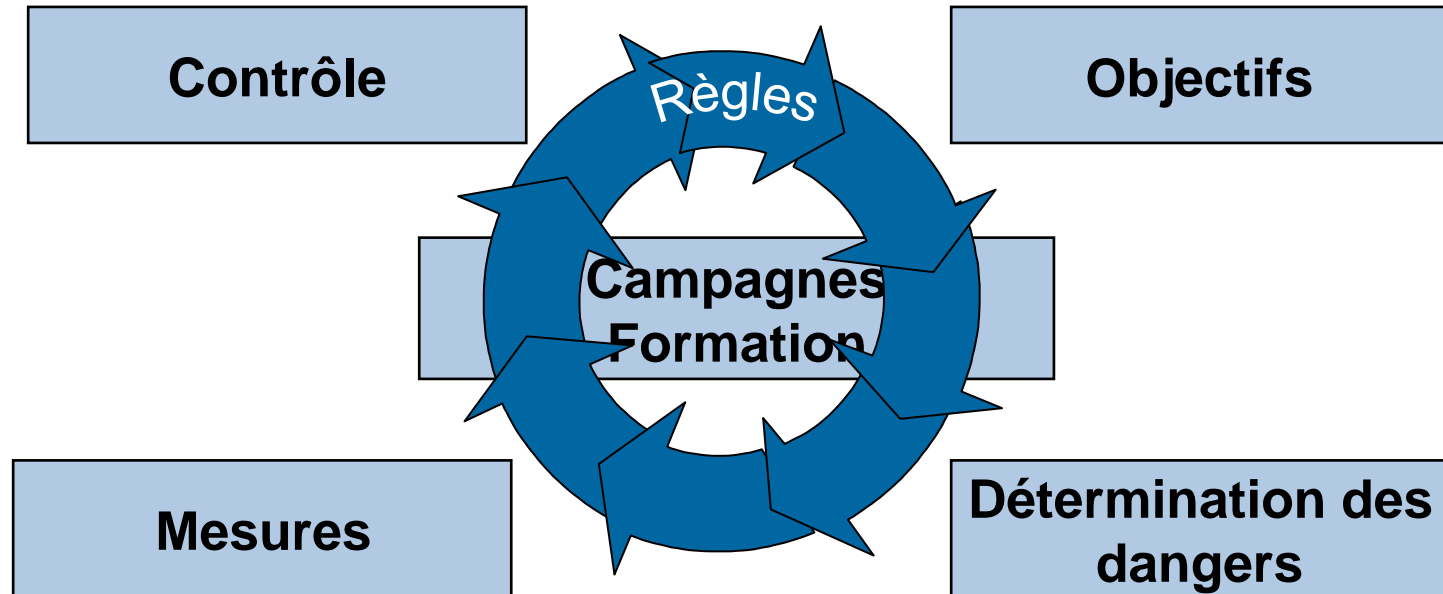 Contrôle
Règles
Objectifs
Campagnes
Formation
Mesures
Détermination des
dangers